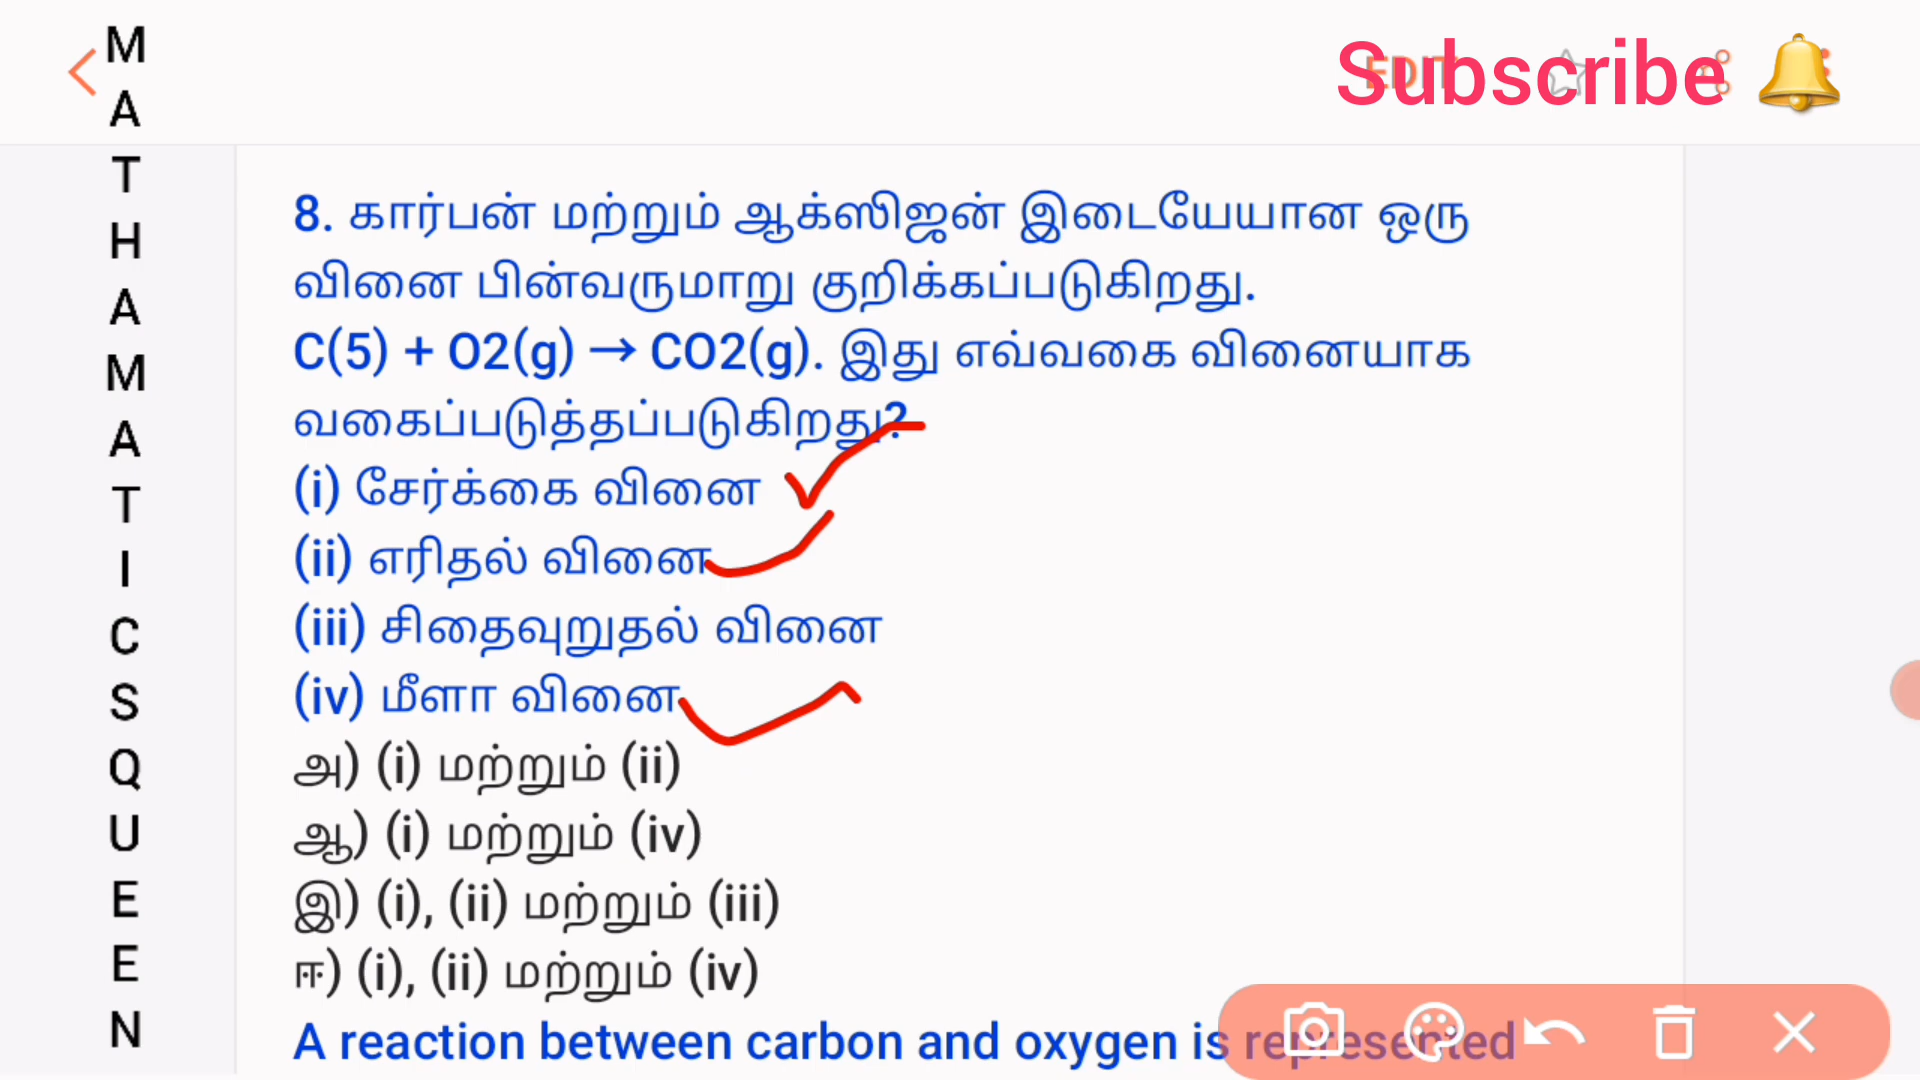 MATHAMATICSQUEEN
EDIT
Subscribe
8. கார்பன் மற்றும் ஆக்ஸிஜன் இடையேயான ஒரு
வினை பின்வருமாறு குறிக்கப்படுகிறது.
C(5) + O2(g) → CO2(g). இது எவ்வகை வினையாக
வகைப்படுத்தப்படுகிறது?
(i) சேர்க்கை வினை
(ii) எரிதல் வினை
(iii) சிதைவுறுதல் வினை
(iv) மீளா வினை
அ) (i) மற்றும் (ii)
ஆ) (i) மற்றும் (iv)
இ) (i), (ii) மற்றும் (iii)
ஈ) (i), (ii) மற்றும் (iv)
A reaction between carbon and oxygen is represented